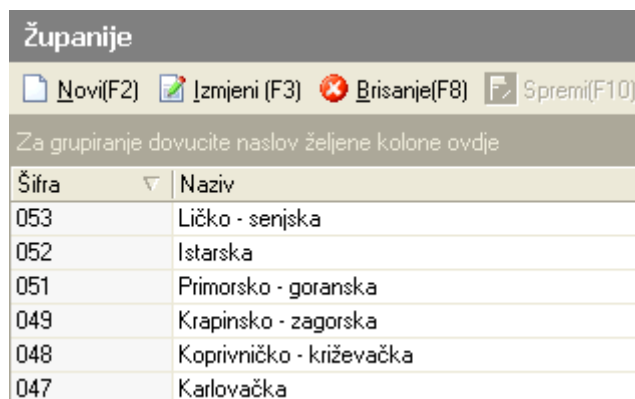 Županije
Novi(F2) Izmjeni (F3) Brisanje(F8) Spremi(F10)
Za grupiranje dovucite naslov željene kolone ovdje
Šifra Naziv
053 Ličko - senjska
052 Istarska
051 Primorsko - goranska
049 Krapinsko - zagorska
048 Koprivničko - križevačka
047 Karlovačka